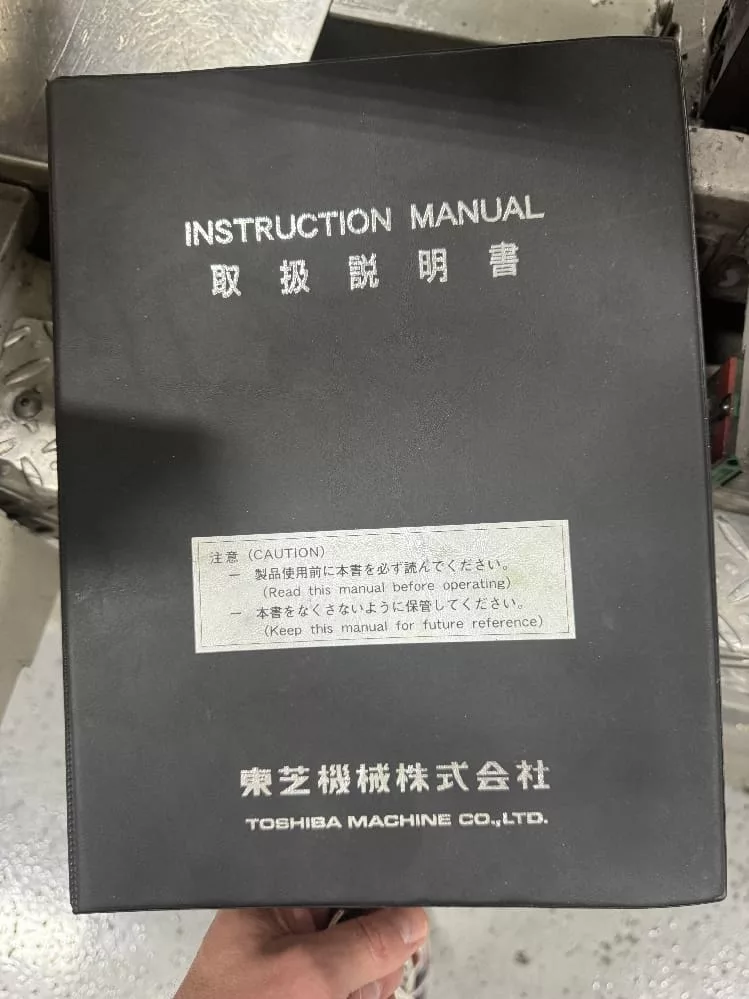 INSTRUCTION MANUAL
取扱説明書
注意 (CAUTION)
― 製品使用前に本書を必ず読んでください。
(Read this manual before operating)
― 本書をなくさないように保管してください。
(Keep this manual for future reference)
東芝機械株式会社
TOSHIBA MACHINE CO.,LTD.